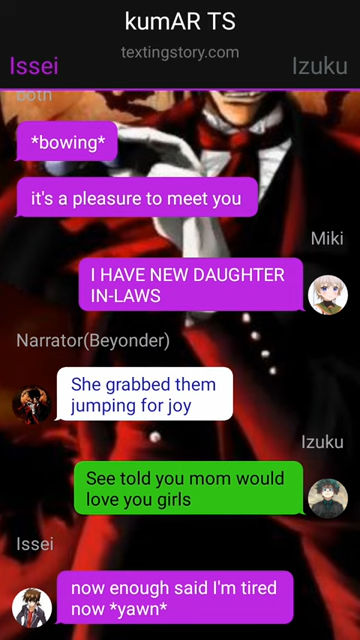 kumAR TS
textingstory.com
Issei
Izuku
both
*bowing*
it's a pleasure to meet you
Miki
I HAVE NEW DAUGHTER
IN-LAWS
Narrator(Beyonder)
She grabbed them
jumping for joy
Izuku
See told you mom would
love you girls
Issei
now enough said I'm tired
now *yawn*